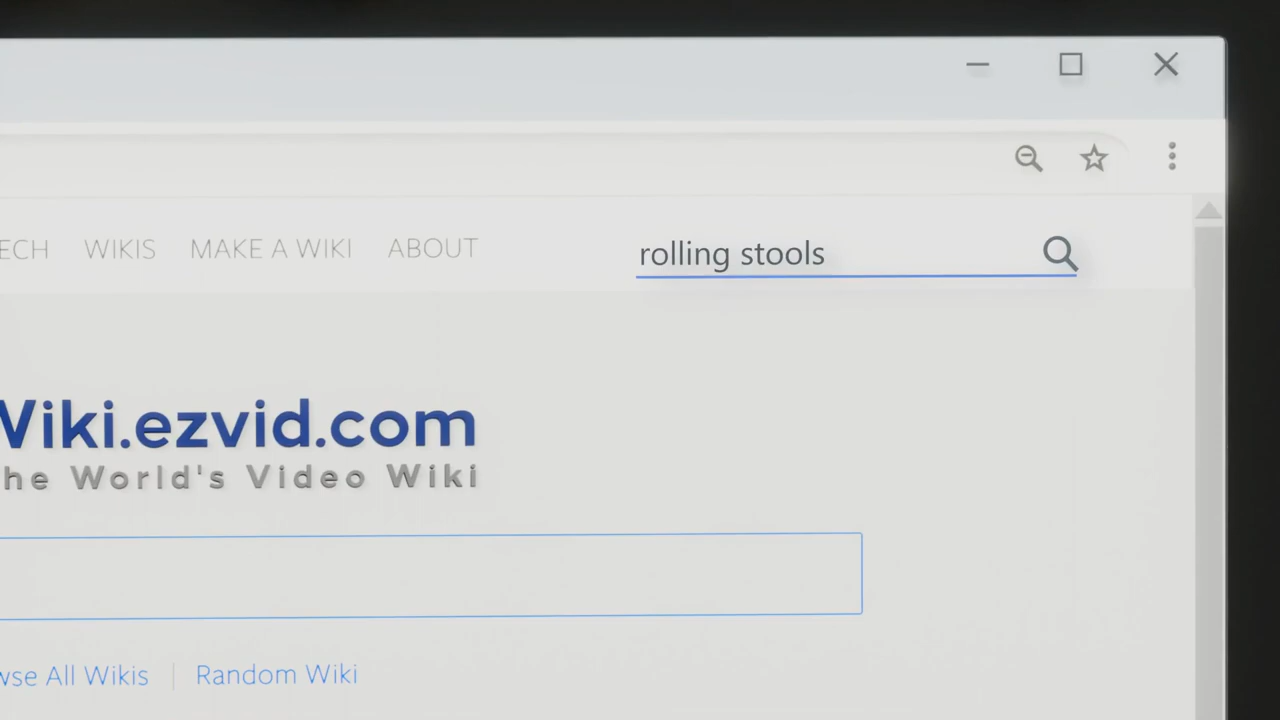 ECH WIKIS MAKE A WIKI ABOUT
rolling stools
Wiki.ezvid.com
he World's Video Wiki
wse All Wikis | Random Wiki